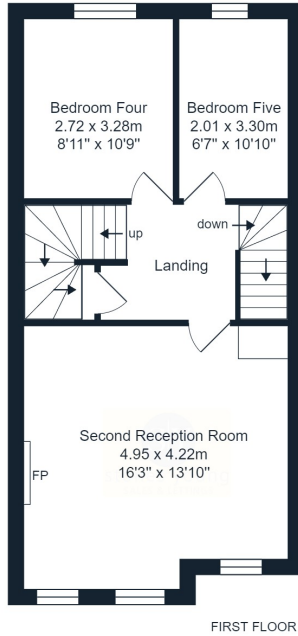 Bedroom Four
2.72 x 3.28m
8'11" x 10'9"
Bedroom Five
2.01 x 3.30m
6'7" x 10'10"
up
down
Landing
Second Reception Room
4.95 x 4.22m
16'3" x 13'10"
FP
FIRST FLOOR